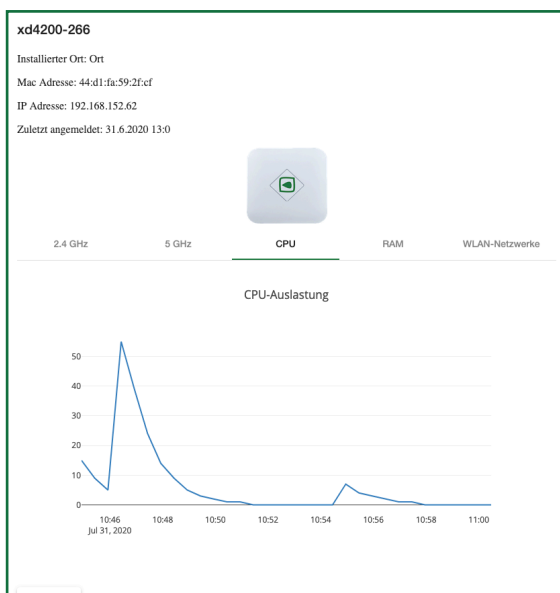 xd4200-266
Installierter Ort: Ort
Mac Adresse: 44:d1:fa:59:2f:cf
IP Adresse: 192.168.152.62
Zuletzt angemeldet: 31.6.2020 13:0
2.4 GHz 5 GHz CPU RAM WLAN-Netzwerke
CPU-Auslastung
50
40
30
20
10
0
10:46 10:48 10:50 10:52 10:54 10:56 10:58 11:00
Jul 31, 2020